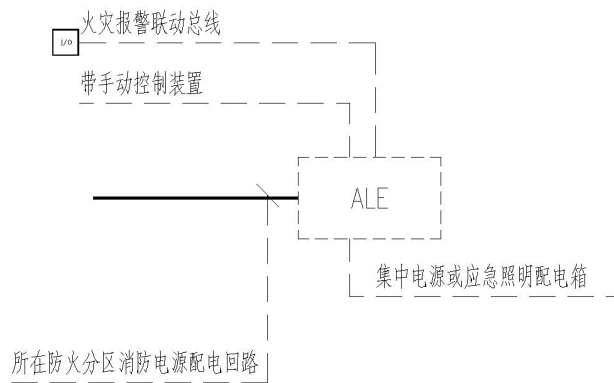 火灾报警联动总线
I/O
带手动控制装置
ALE
集中电源或应急照明配电箱
所在防火分区消防电源配电回路